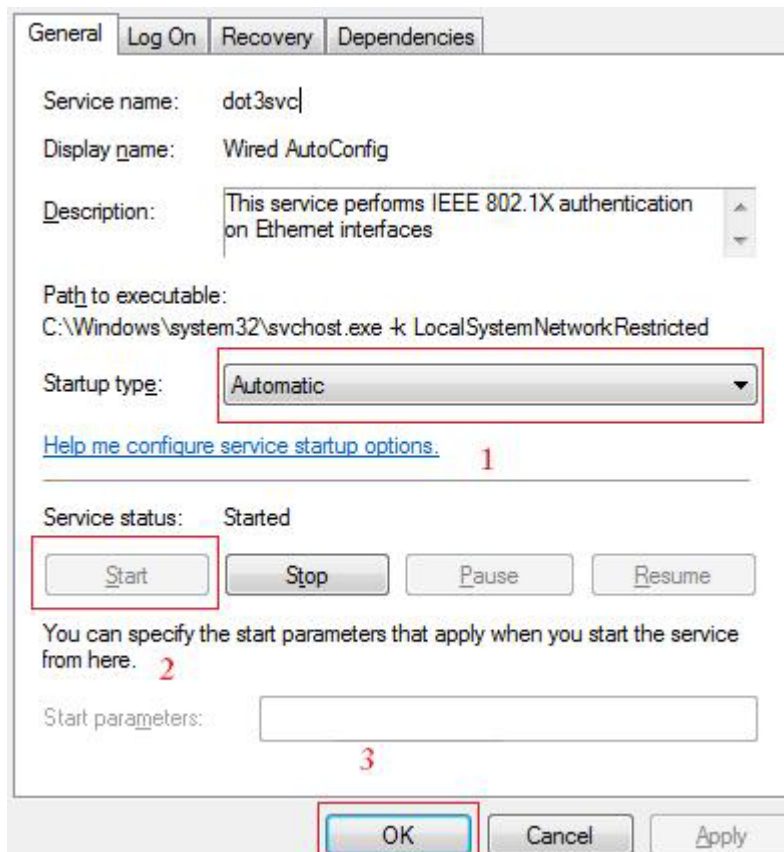 General Log On Recovery Dependencies
Service name: dot3svc
Display name: Wired AutoConfig
Description: This service performs IEEE 802.1X authentication
on Ethernet interfaces
Path to executable:
C:\Windows\system32\svchost.exe -k LocalSystemNetworkRestricted
Startup type: Automatic
Help me configure service startup options. 1
Service status: Started
Start Stop Pause Resume
You can specify the start parameters that apply when you start the service
from here. 2
Start parameters:
3
OK Cancel Apply